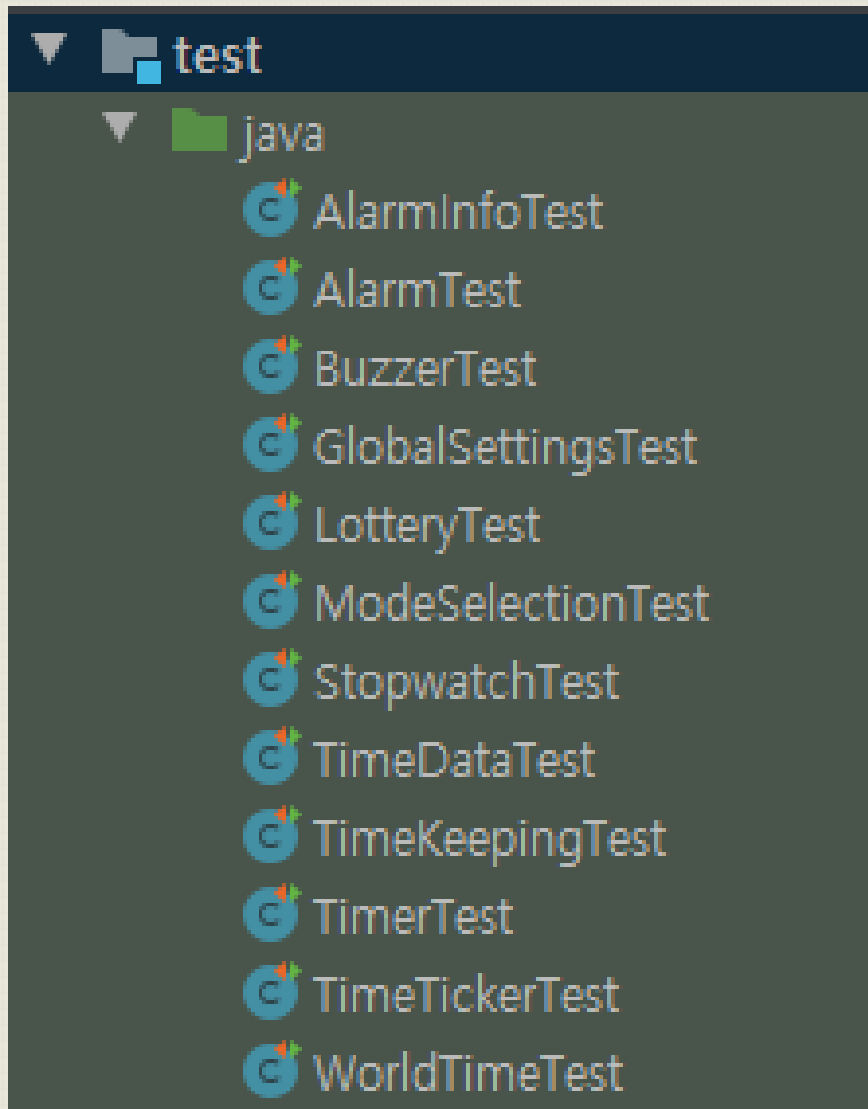 test
java
AlarmInfoTest
AlarmTest
BuzzerTest
GlobalSettingsTest
LotteryTest
ModeSelectionTest
StopwatchTest
TimeDataTest
TimeKeepingTest
TimerTest
TimeTickerTest
WorldTimeTest